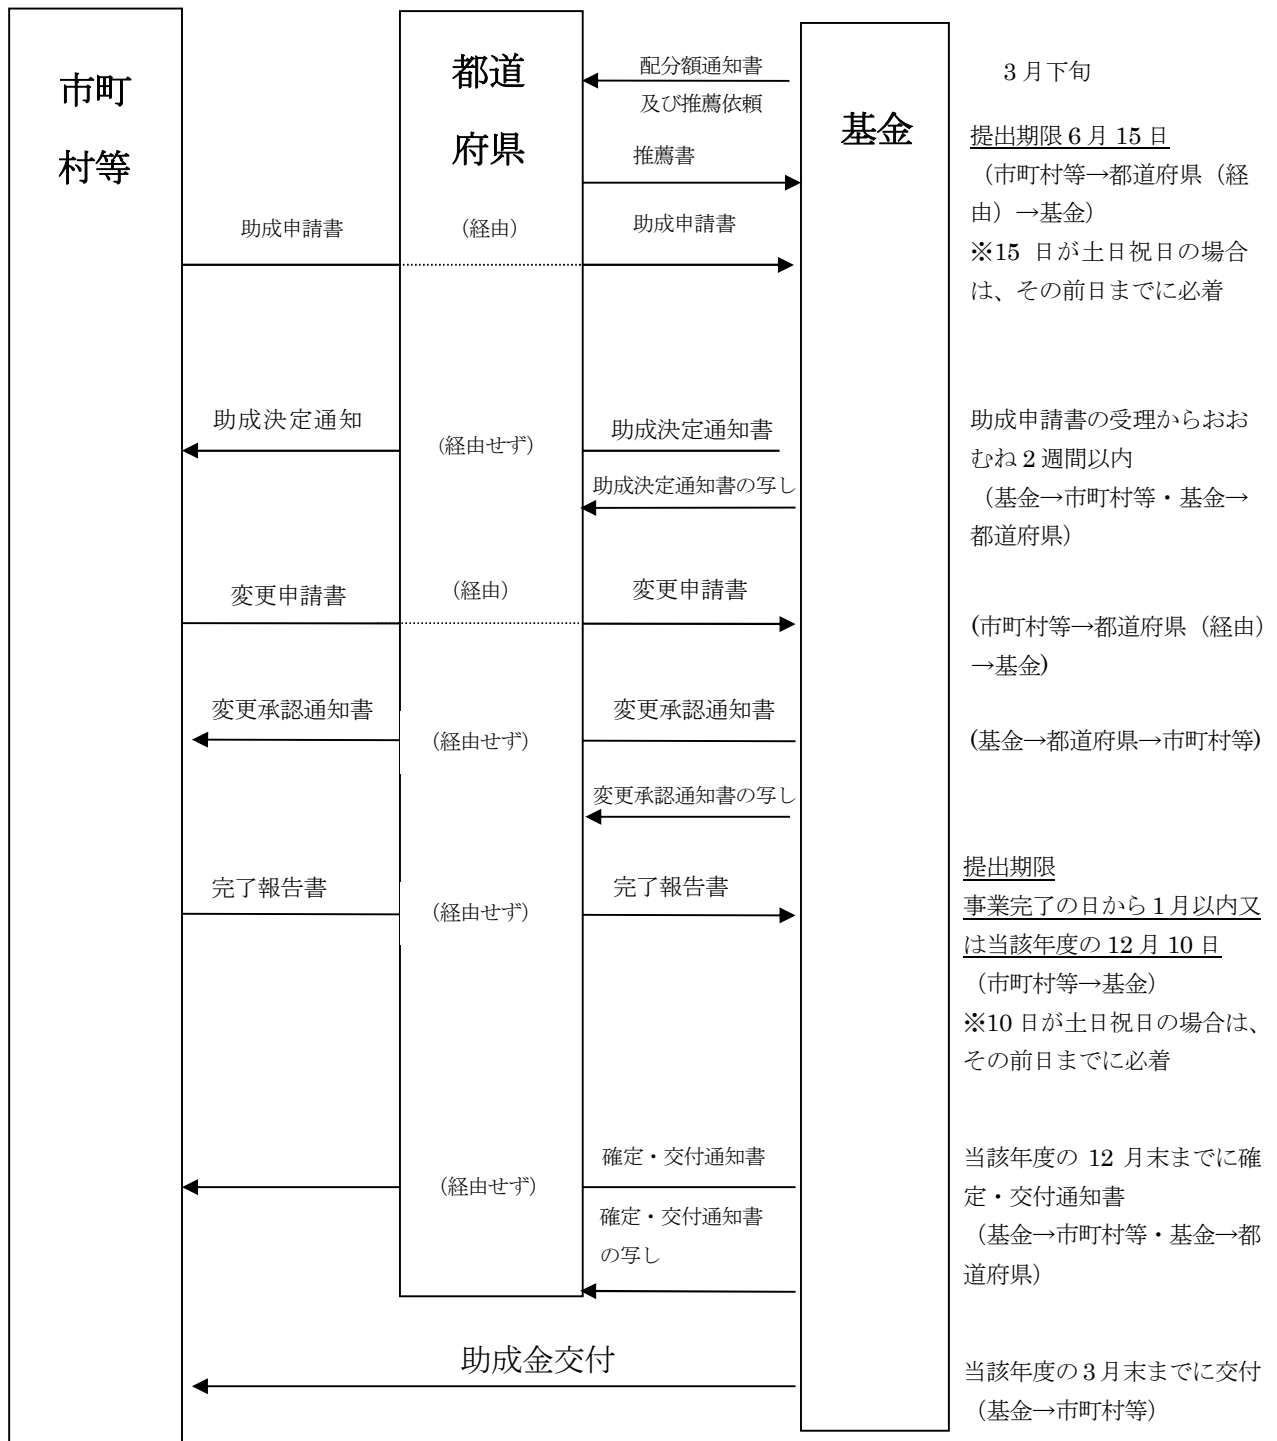 市町
村等
都道
府県
基金
配分額通知書
及び推薦依頼
3月下旬
推薦書
提出期限6月15日
（市町村等→都道府県（経
由）→基金）
※15 日が土日祝日の場合
は、その前日までに必着
助成申請書
（経由）
助成申請書
助成決定通知
（経由せず）
助成決定通知書
助成決定通知書の写し
助成申請書の受理からおお
むね2週間以内
（基金→市町村等・基金→
都道府県）
変更申請書
（経由）
変更申請書
(市町村等→都道府県（経由）
→基金)
変更承認通知書
（経由せず）
変更承認通知書
(基金→都道府県→市町村等)
変更承認通知書の写し
完了報告書
（経由せず）
完了報告書
提出期限
事業完了の日から1月以内又
は当該年度の12月10日
（市町村等→基金）
※10日が土日祝日の場合は、
その前日までに必着
（経由せず）
確定・交付通知書
確定・交付通知書
の写し
当該年度の 12 月末までに確
定・交付通知書
（基金→市町村等・基金→都
道府県）
助成金交付
当該年度の3月末までに交付
（基金→市町村等）